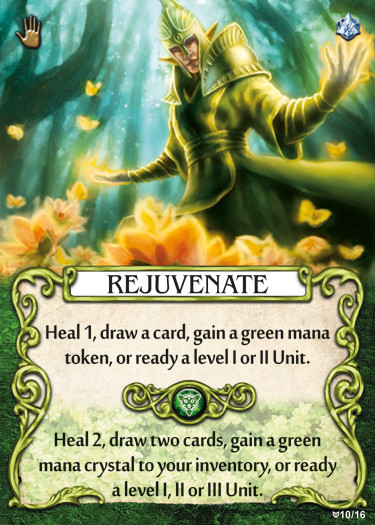 REJUVENATE
Heal 1, draw a card, gain a green mana
token, or ready a level I or II Unit.
Heal 2, draw two cards, gain a green
mana crystal to your inventory, or ready
a level I, II or III Unit.
10/16